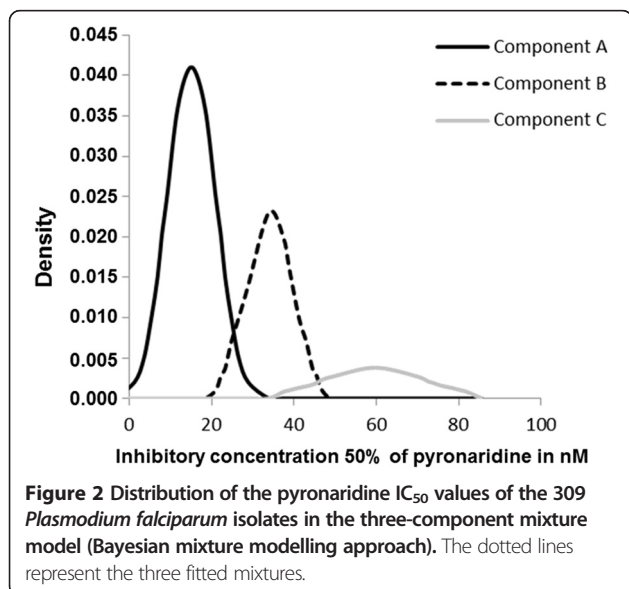 0.045
0.040
0.035
0.030
0.025
0.020
0.015
0.010
0.005
0.000
Density
Component A
Component B
Component C
0 20 40 60 80 100
Inhibitory concentration 50% of pyronaridine in nM
Figure 2 Distribution of the pyronaridine IC₅₀ values of the 309
Plasmodium falciparum isolates in the three-component mixture
model (Bayesian mixture modelling approach). The dotted lines
represent the three fitted mixtures.